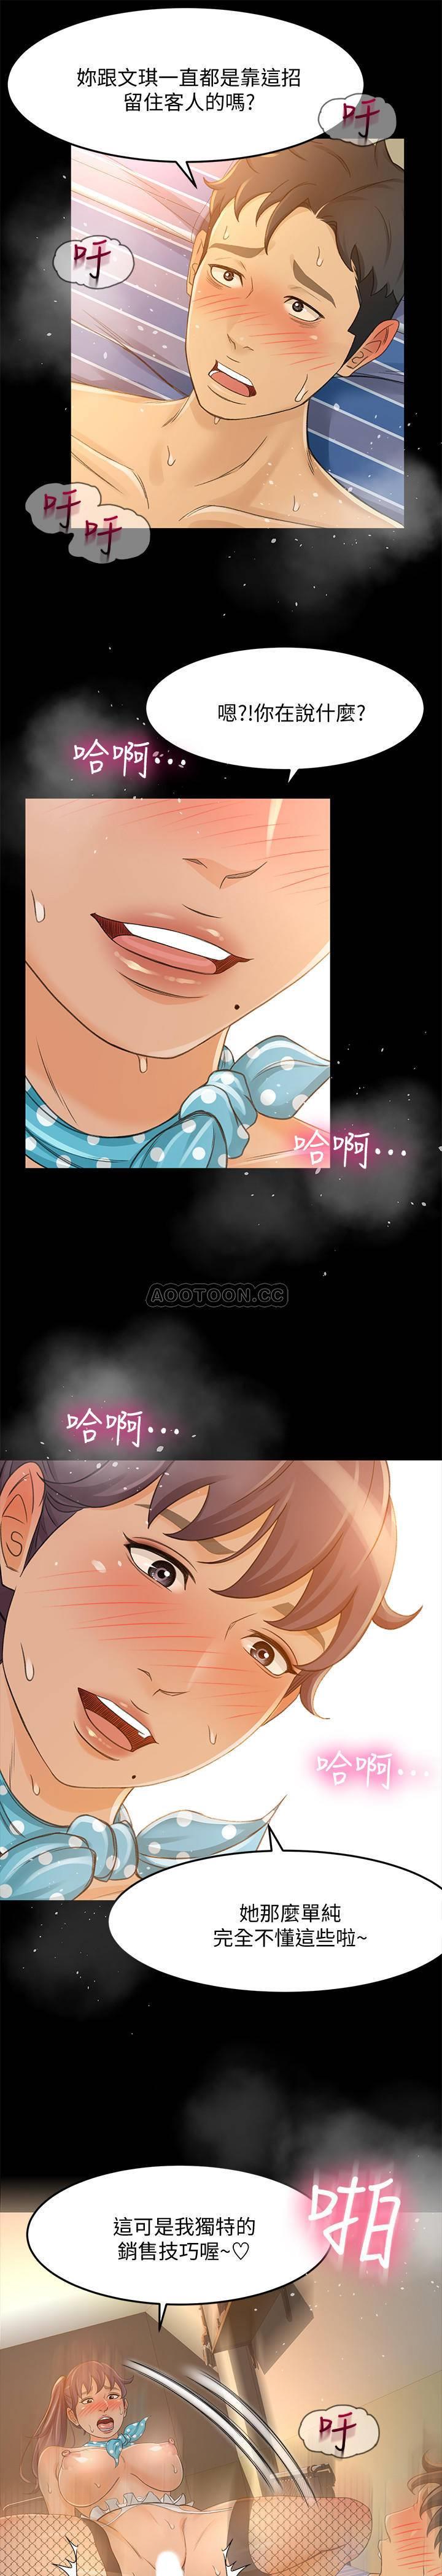 妳跟文琪一直都是靠這招
留住客人的嗎?
吁
吁
吁
吁
嗯?!你在說什麼?
哈啊...
哈啊...
AOOTOON.CC
哈啊...
哈啊...
她那麼單純
完全不懂這些啦~
啪
這可是我獨特的
銷售技巧喔~♡
吁